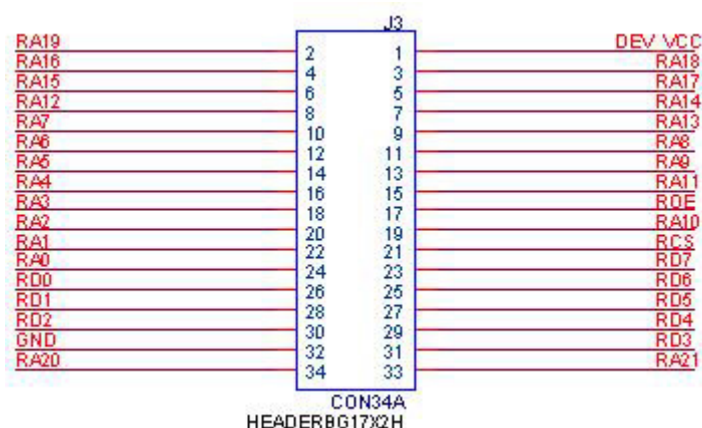 J3
RA19 2 1 DEV_VCC
RA16 4 3 RA18
RA15 6 5 RA17
RA12 8 7 RA14
RA7 10 9 RA13
RA6 12 11 RA8
RA5 14 13 RA9
RA4 16 15 RA11
RA3 18 17 ROE
RA2 20 19 RA10
RA1 22 21 RCS
RA0 24 23 RD7
RD0 26 25 RD6
RD1 28 27 RD5
RD2 30 29 RD4
GND 32 31 RD3
RA20 34 33 RA21
CON34A
HEADERBG17X2H